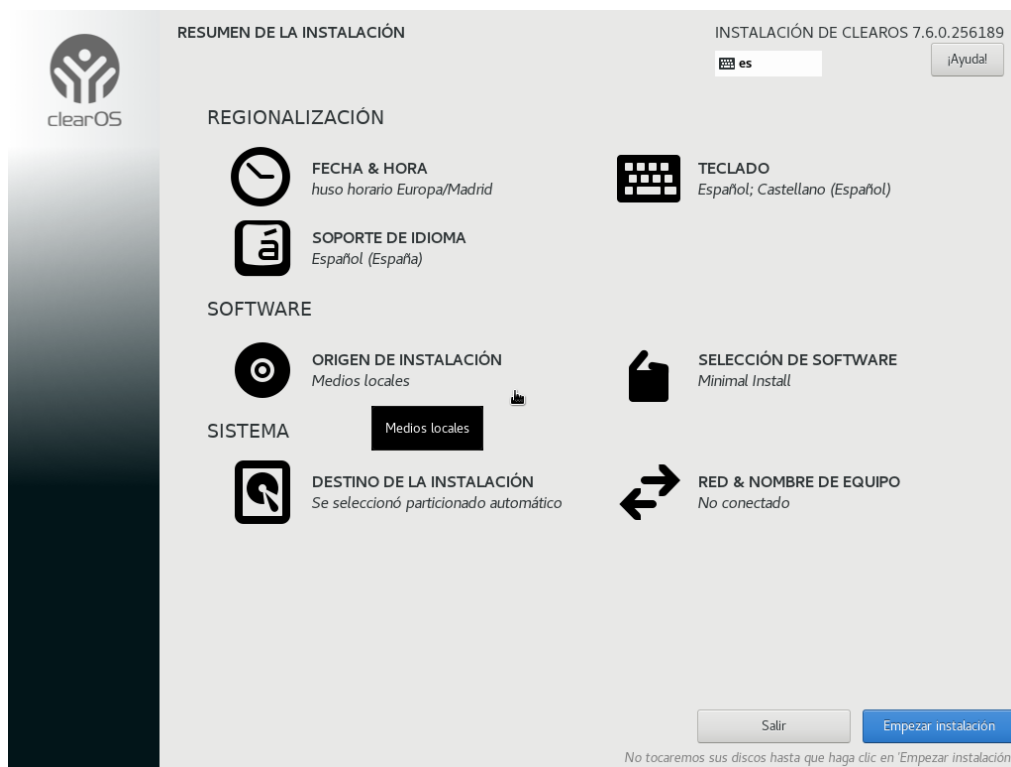 RESUMEN DE LA INSTALACIÓN
INSTALACIÓN DE CLEAROS 7.6.0.256189
es
¡Ayuda!
clearOS
REGIONALIZACIÓN
FECHA & HORA
huso horario Europa/Madrid
TECLADO
Español; Castellano (Español)
á
SOPORTE DE IDIOMA
Español (España)
SOFTWARE
ORIGEN DE INSTALACIÓN
Medios locales
SELECCIÓN DE SOFTWARE
Minimal Install
Medios locales
SISTEMA
DESTINO DE LA INSTALACIÓN
Se seleccionó particionado automático
RED & NOMBRE DE EQUIPO
No conectado
Salir
Empezar instalación
No tocaremos sus discos hasta que haga clic en 'Empezar instalación